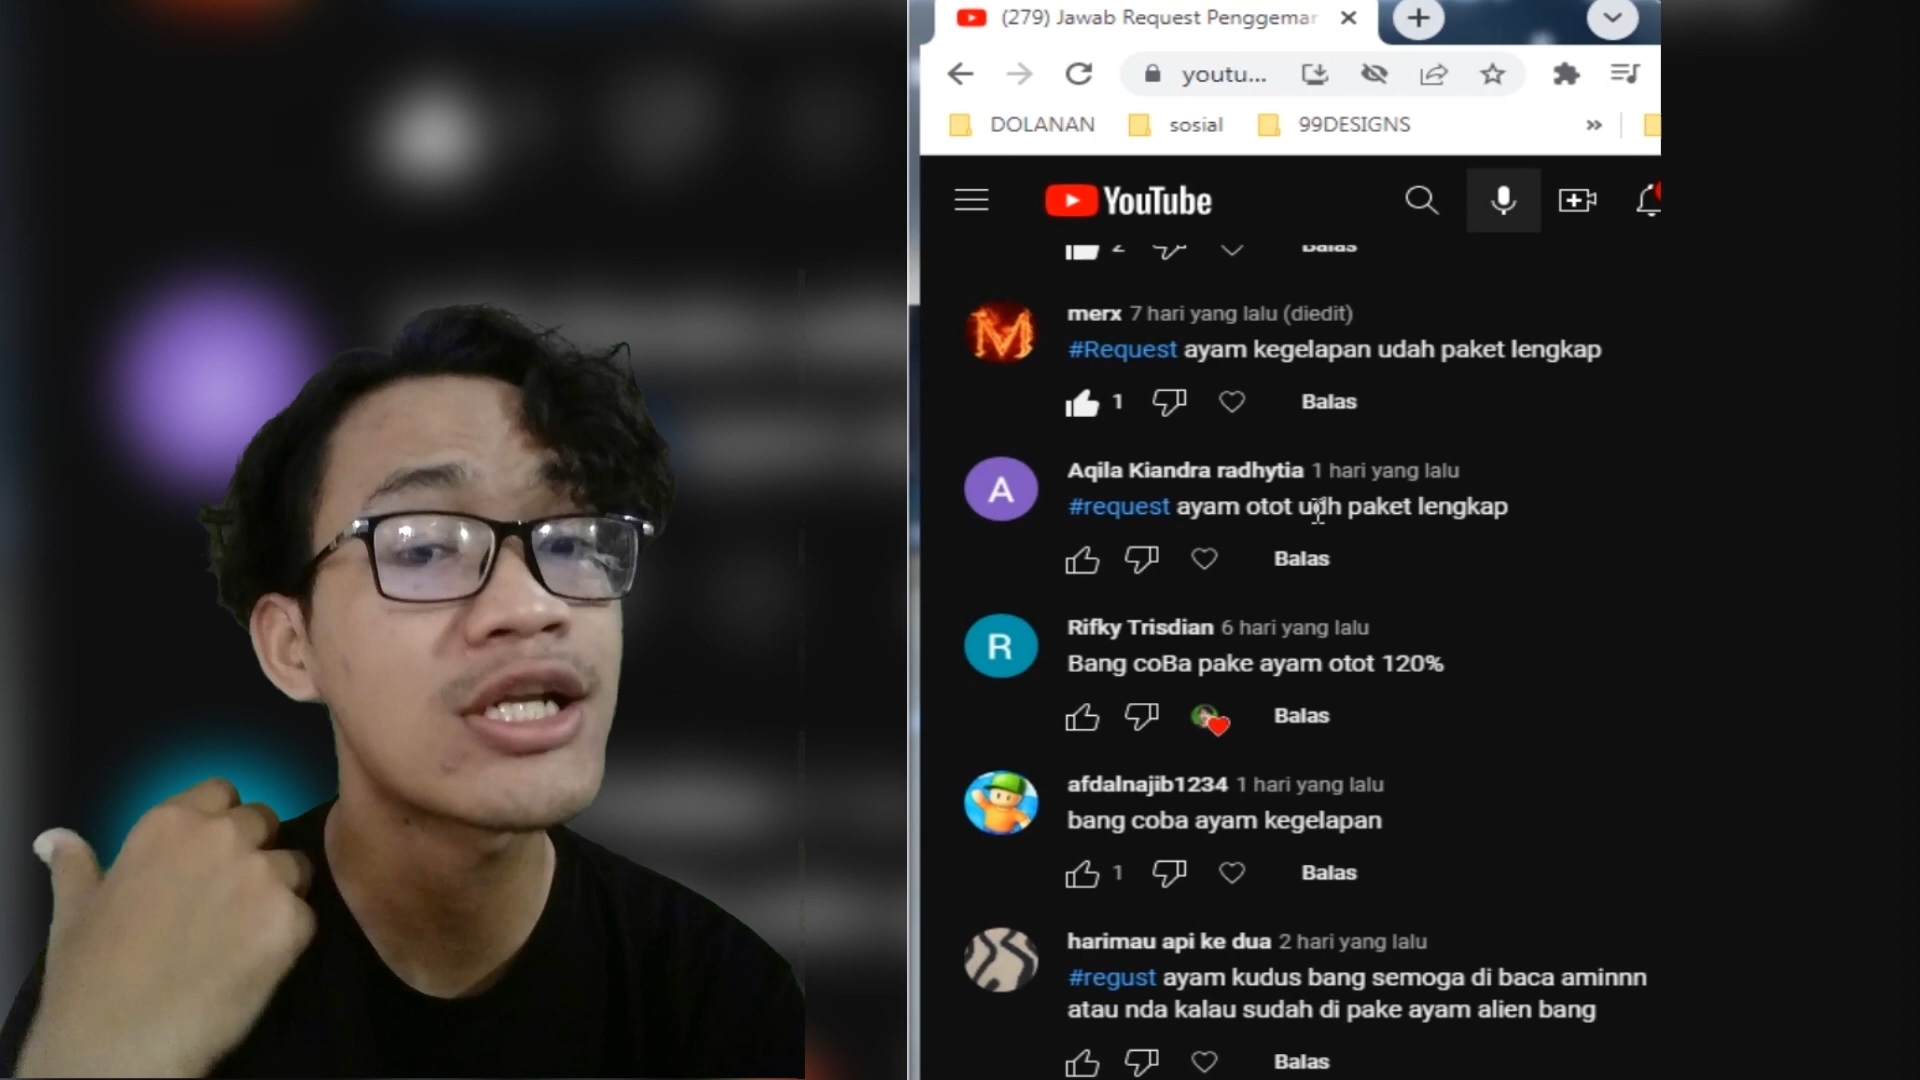 (279) Jawab Request Penggemar
youtu...
DOLANAN
sosial
99DESIGNS
YouTube
2 Balas
merx 7 hari yang lalu (diedit)
#Request ayam kegelapan udah paket lengkap
1 Balas
A
Aqila Kiandra radhytia 1 hari yang lalu
#request ayam otot udh paket lengkap
Balas
R
Rifky Trisdian 6 hari yang lalu
Bang coBa pake ayam otot 120%
Balas
afdalnajib1234 1 hari yang lalu
bang coba ayam kegelapan
1 Balas
harimau api ke dua 2 hari yang lalu
#regust ayam kudus bang semoga di baca aminnn
atau nda kalau sudah di pake ayam alien bang
Balas